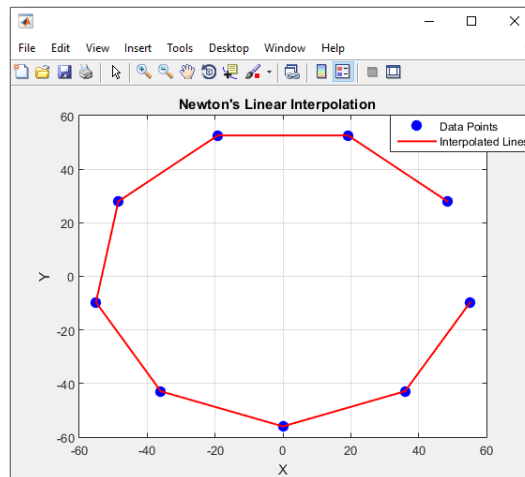 File Edit View Insert Tools Desktop Window Help
Newton's Linear Interpolation
Data Points
Interpolated Lines
60
40
20
0
-20
-40
-60
Y
-60 -40 -20 0 20 40 60
X